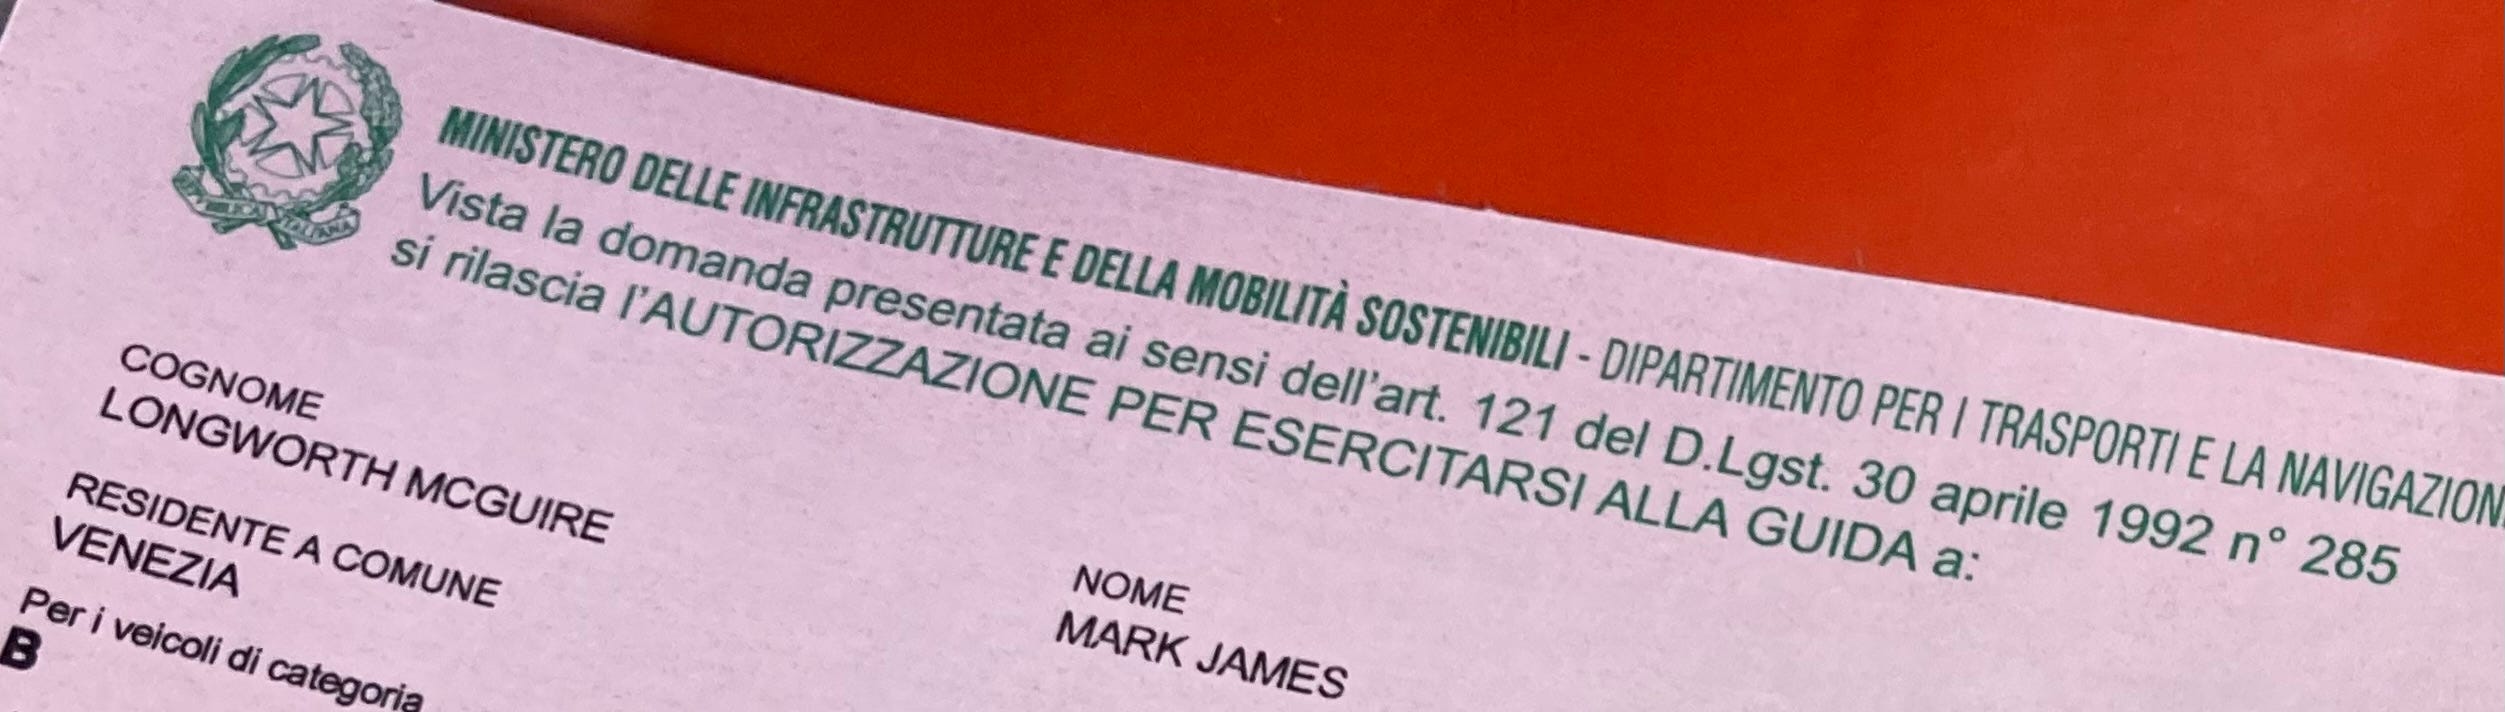 MINISTERO DELLE INFRASTRUTTURE E DELLA MOBILITÀ SOSTENIBILI - DIPARTIMENTO PER I TRASPORTI E LA NAVIGAZION
Vista la domanda presentata ai sensi dell'art. 121 del D.Lgst. 30 aprile 1992 n° 285
si rilascia l'AUTORIZZAZIONE PER ESERCITARSI ALLA GUIDA a:
COGNOME
LONGWORTH MCGUIRE
NOME
MARK JAMES
RESIDENTE A COMUNE
VENEZIA
Per i veicoli di categoria
B